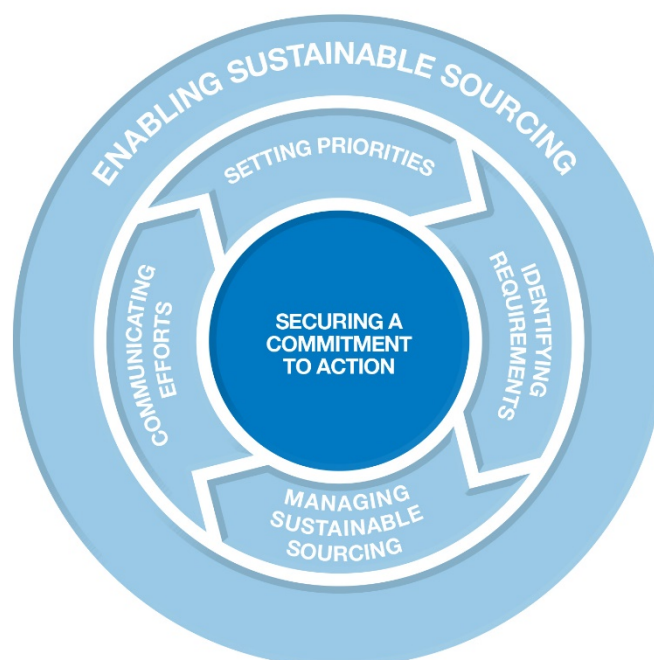 ENABLING SUSTAINABLE SOURCING
SETTING PRIORITIES
IDENTIFYING
REQUIREMENTS
MANAGING
SUSTAINABLE
SOURCING
COMMUNICATING
EFFORTS
SECURING A
COMMITMENT
TO ACTION